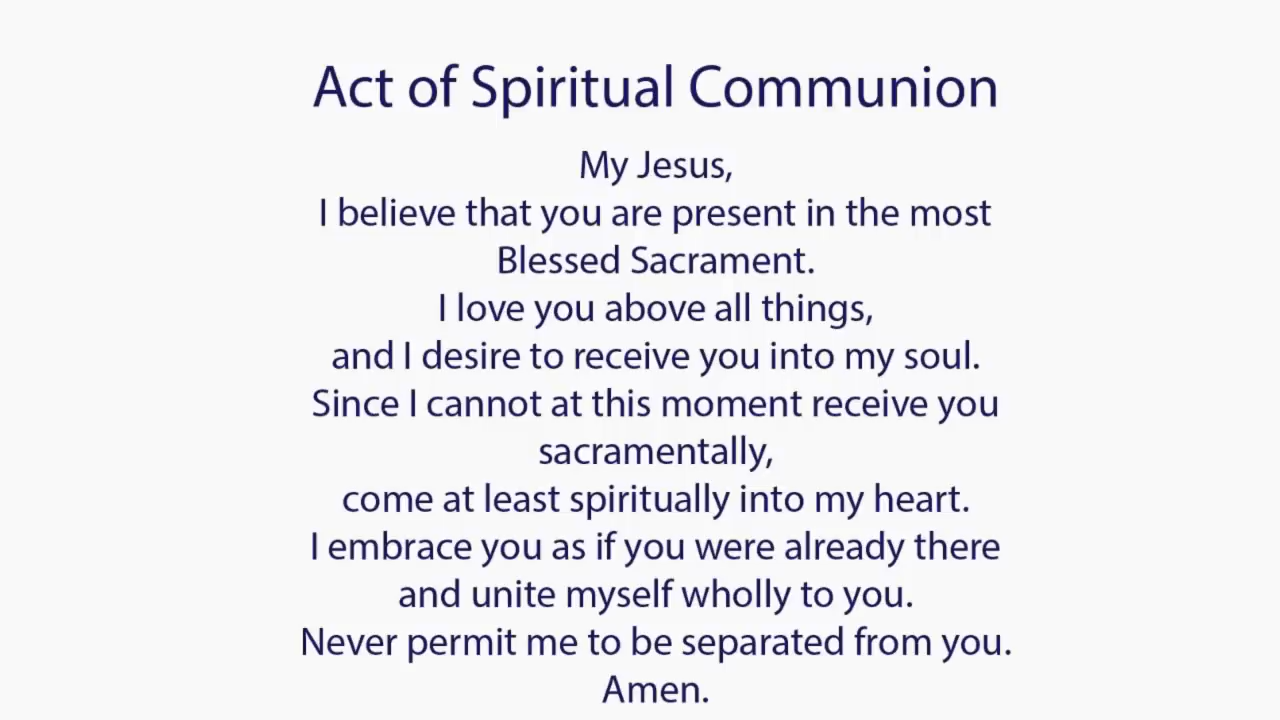 Act of Spiritual Communion
My Jesus,
I believe that you are present in the most
Blessed Sacrament.
I love you above all things,
and I desire to receive you into my soul.
Since I cannot at this moment receive you
sacramentally,
come at least spiritually into my heart.
I embrace you as if you were already there
and unite myself wholly to you.
Never permit me to be separated from you.
Amen.